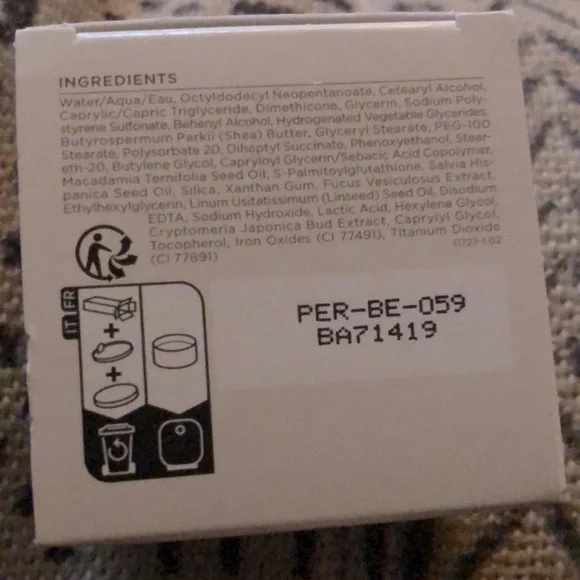 INGREDIENTS
Water/Aqua/Eau, Octyldodecyl Neopentanoate, Cetearyl Alcohol,
Caprylic/Capric Triglyceride, Dimethicone, Glycerin, Sodium Poly-
styrene Sulfonate, Behenyl Alcohol, Hydrogenated Vegetable Glycerides,
Butyrospermum Parkii (Shea) Butter, Glyceryl Stearate, PEG-100
Stearate, Polysorbate 20, Diheptyl Succinate, Phenoxyethanol, Stear-
eth-20, Butylene Glycol, Capryloyl Glycerin/Sebacic Acid Copolymer,
Macadamia Ternifolia Seed Oil, S-Palmitoylglutathione, Salvia His-
panica Seed Oil, Silica, Xanthan Gum, Fucus Vesiculosus Extract,
Ethylhexylglycerin, Linum Usitatissimum (Linseed) Seed Oil, Disodium
EDTA, Sodium Hydroxide, Lactic Acid, Hexylene Glycol,
Cryptomeria Japonica Bud Extract, Caprylyl Glycol,
Tocopherol, Iron Oxides (CI 77491), Titanium Dioxide
(CI 77891)
0727-1.02
IT FR
+
+
PER-BE-059
BA71419